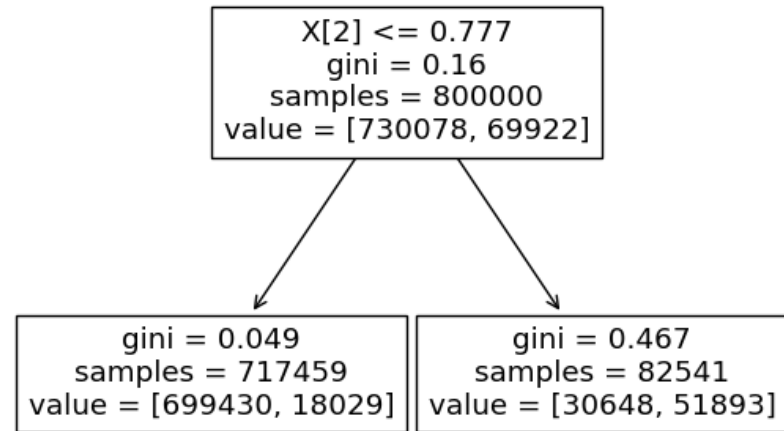 X[2] <= 0.777
gini = 0.16
samples = 800000
value = [730078, 69922]
gini = 0.049
samples = 717459
value = [699430, 18029]
gini = 0.467
samples = 82541
value = [30648, 51893]